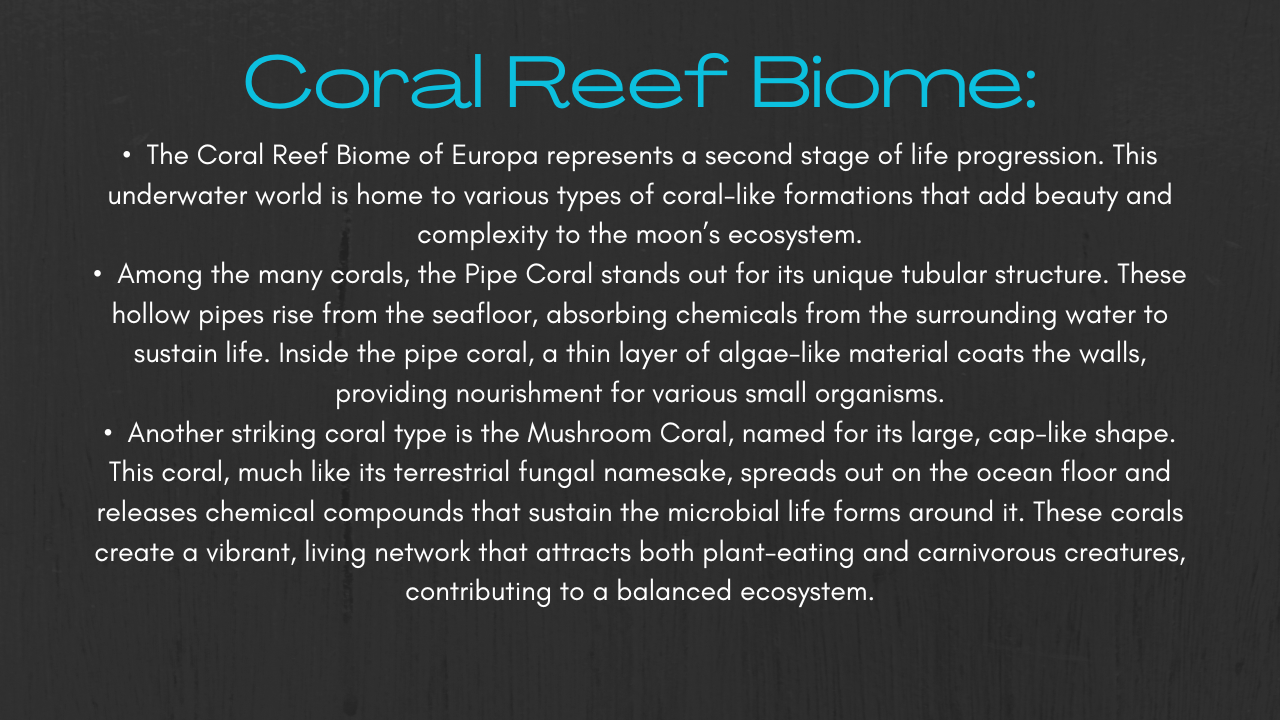 Coral Reef Biome:
• The Coral Reef Biome of Europa represents a second stage of life progression. This
underwater world is home to various types of coral-like formations that add beauty and
complexity to the moon’s ecosystem.
• Among the many corals, the Pipe Coral stands out for its unique tubular structure. These
hollow pipes rise from the seafloor, absorbing chemicals from the surrounding water to
sustain life. Inside the pipe coral, a thin layer of algae-like material coats the walls,
providing nourishment for various small organisms.
• Another striking coral type is the Mushroom Coral, named for its large, cap-like shape.
This coral, much like its terrestrial fungal namesake, spreads out on the ocean floor and
releases chemical compounds that sustain the microbial life forms around it. These corals
create a vibrant, living network that attracts both plant-eating and carnivorous creatures,
contributing to a balanced ecosystem.